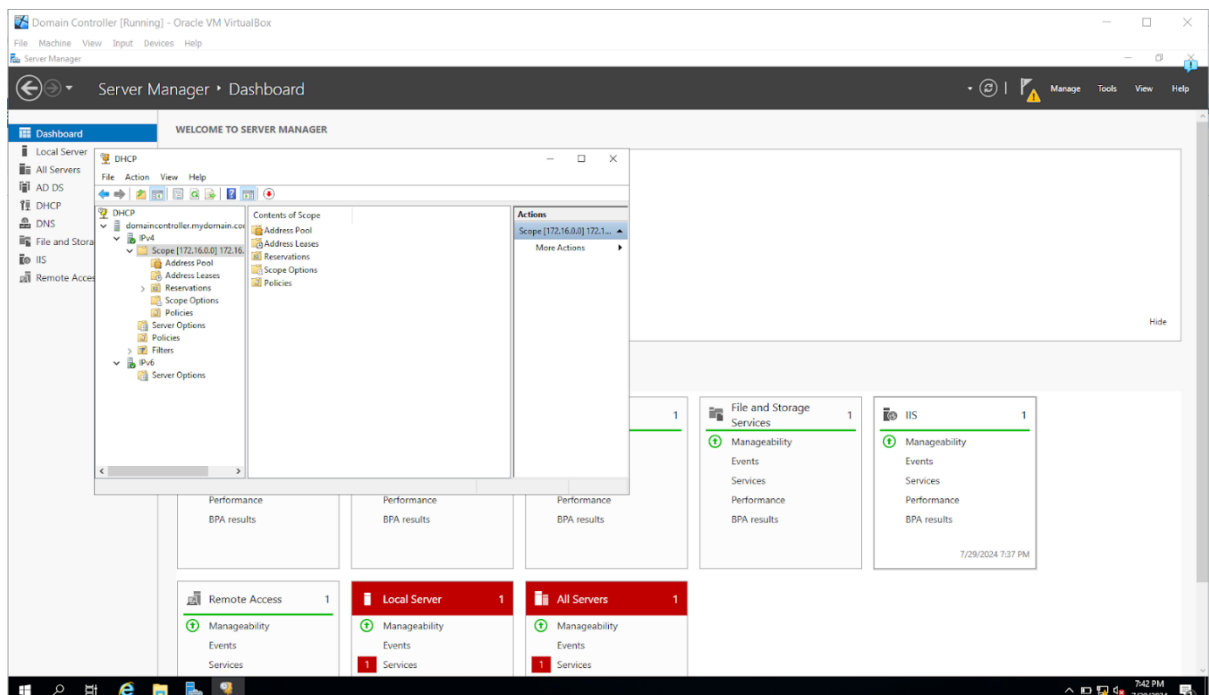 Domain Controller [Running] - Oracle VM VirtualBox
File Machine View Input Devices Help
Server Manager
Server Manager • Dashboard
Manage Tools View Help
Dashboard
Local Server
All Servers
AD DS
DHCP
DNS
File and Stora
IIS
Remote Acces
WELCOME TO SERVER MANAGER
DHCP
File Action View Help
DHCP
domaincontroller.mydomain.co
IPv4
Scope [172.16.0.0] 172.16.
Address Pool
Address Leases
Reservations
Scope Options
Policies
Server Options
Policies
Filters
IPv6
Server Options
Contents of Scope
Address Pool
Address Leases
Reservations
Scope Options
Policies
Actions
Scope [172.16.0.0] 172.1...
More Actions
Hide
Performance
BPA results
Performance
BPA results
1
Performance
BPA results
File and Storage 1
Services
Manageability
Events
Services
Performance
BPA results
IIS 1
Manageability
Events
Services
Performance
BPA results
7/29/2024 7:37 PM
Remote Access 1
Manageability
Events
Services
Local Server 1
Manageability
Events
1 Services
All Servers 1
Manageability
Events
1 Services
7:42 PM